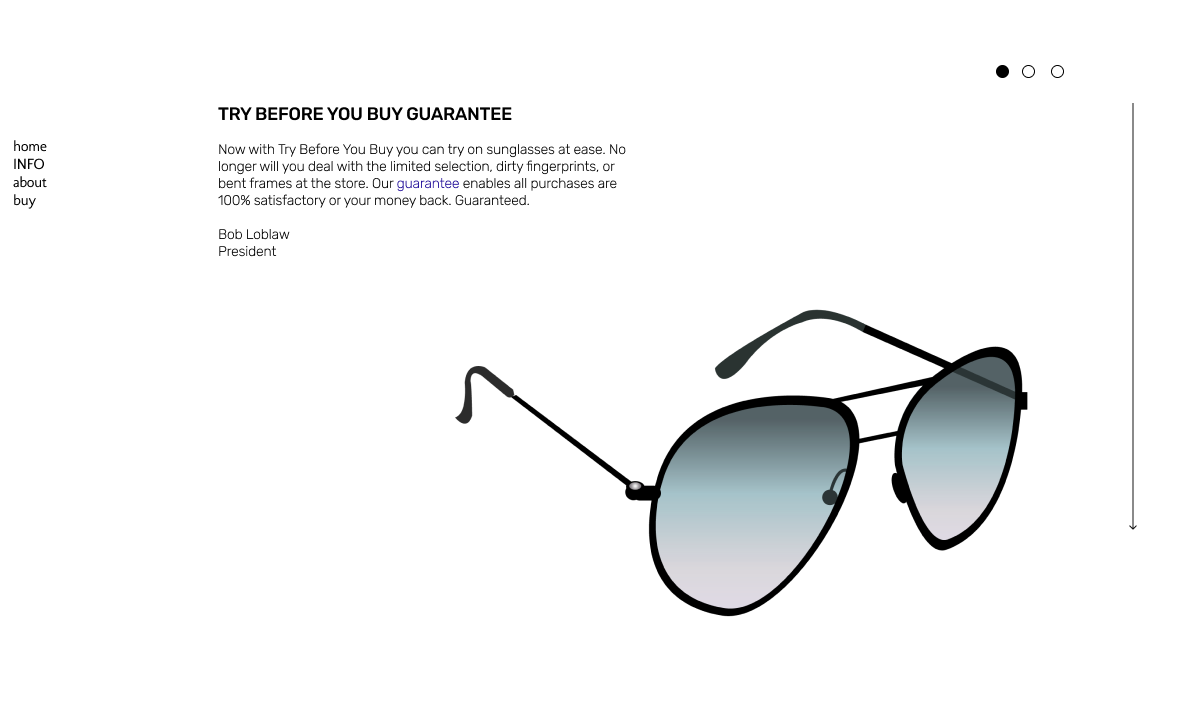 TRY BEFORE YOU BUY GUARANTEE
home
INFO
about
buy
Now with Try Before You Buy you can try on sunglasses at ease. No
longer will you deal with the limited selection, dirty fingerprints, or
bent frames at the store. Our guarantee enables all purchases are
100% satisfactory or your money back. Guaranteed.
Bob Loblaw
President